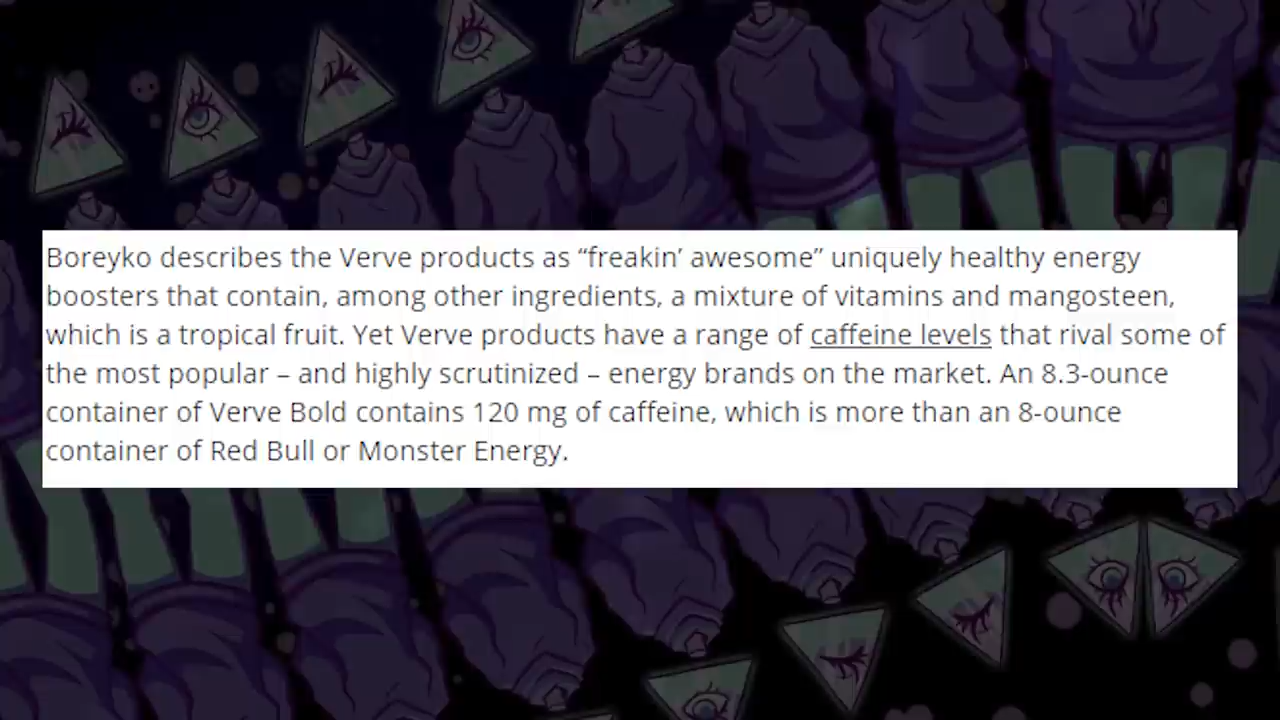 Boreyko describes the Verve products as “freakin’ awesome” uniquely healthy energy
boosters that contain, among other ingredients, a mixture of vitamins and mangosteen,
which is a tropical fruit. Yet Verve products have a range of caffeine levels that rival some of
the most popular – and highly scrutinized – energy brands on the market. An 8.3-ounce
container of Verve Bold contains 120 mg of caffeine, which is more than an 8-ounce
container of Red Bull or Monster Energy.